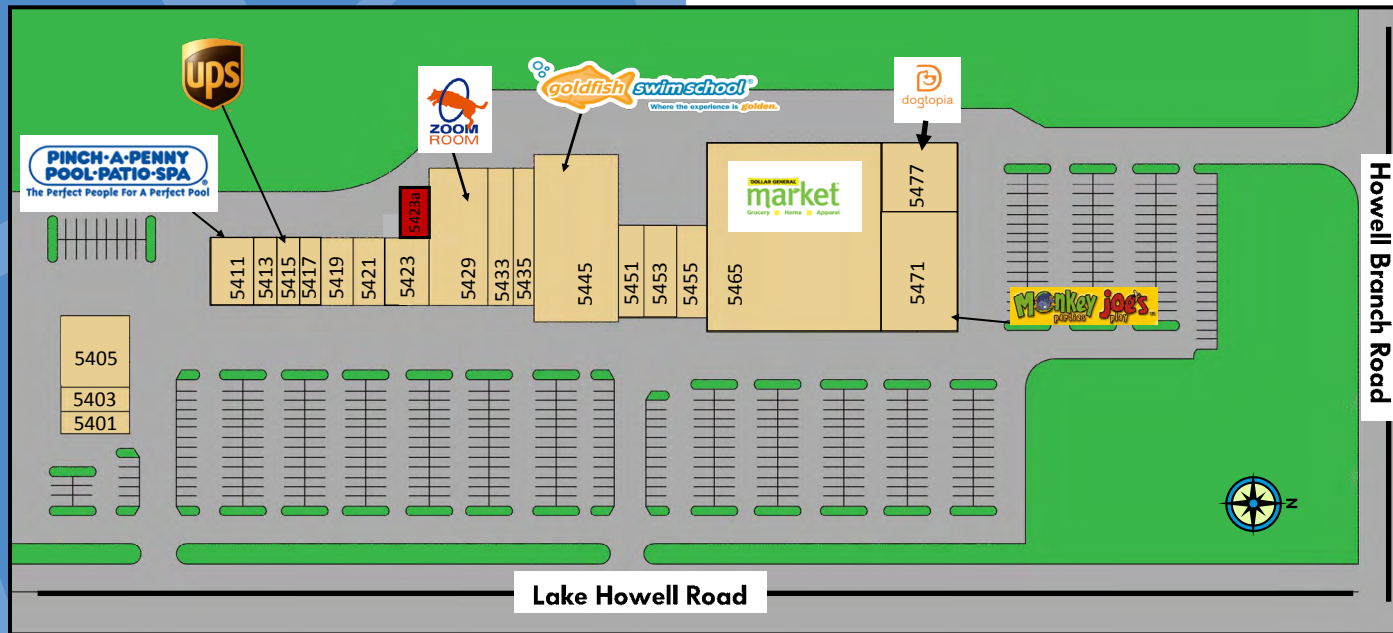 ups
PINCH·A·PENNY
POOL·PATIO·SPA®
The Perfect People For A Perfect Pool
ZOOM
ROOM
goldfish swim school®
Where the experience is golden.
dogtopia
DOLLAR GENERAL
market
Grocery Home Apparel
5411
5413
5415
5417
5419
5421
5423
5423a
5429
5433
5435
5445
5451
5453
5455
5465
5477
5471
Monkey joe's
parties play
5405
5403
5401
N
Howell Branch Road
Lake Howell Road